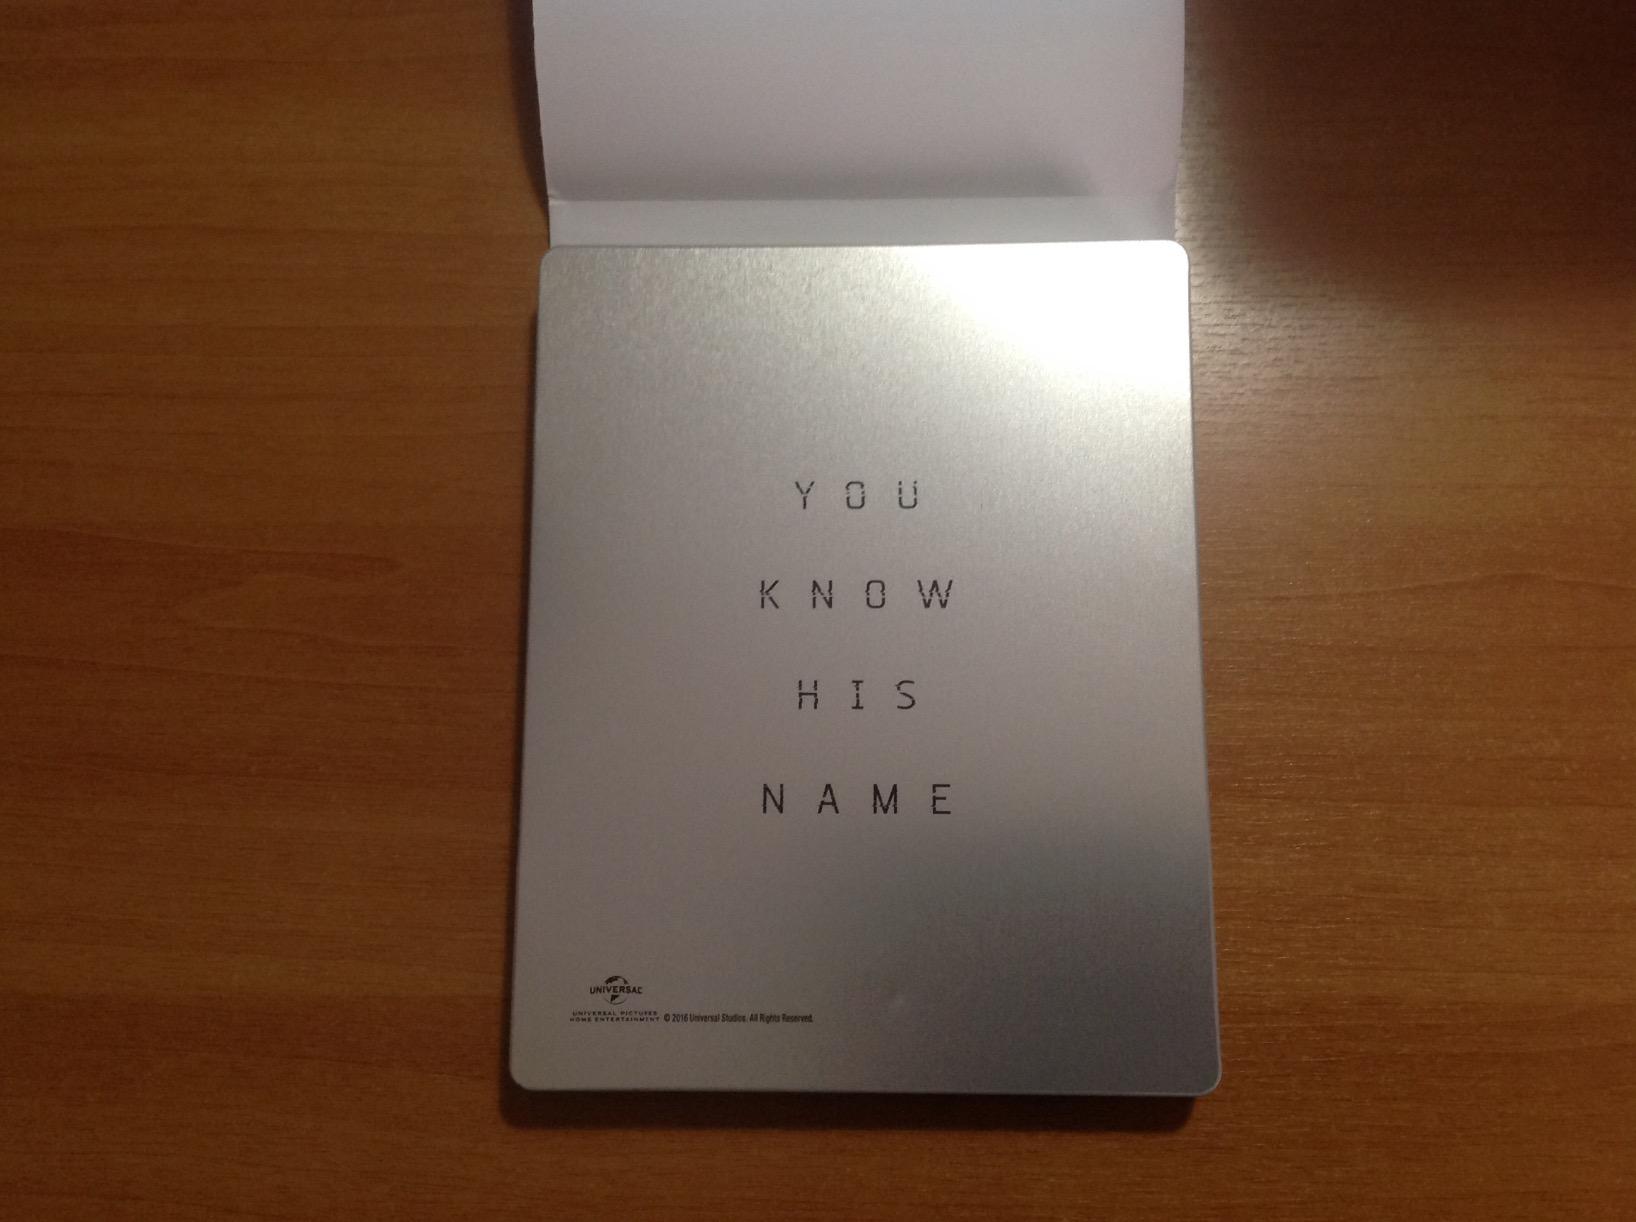 YOU
KNOW
HIS
NAME
UNIVERSAL
UNIVERSAL PICTURES
HOME ENTERTAINMENT © 2016 Universal Studios. All Rights Reserved.